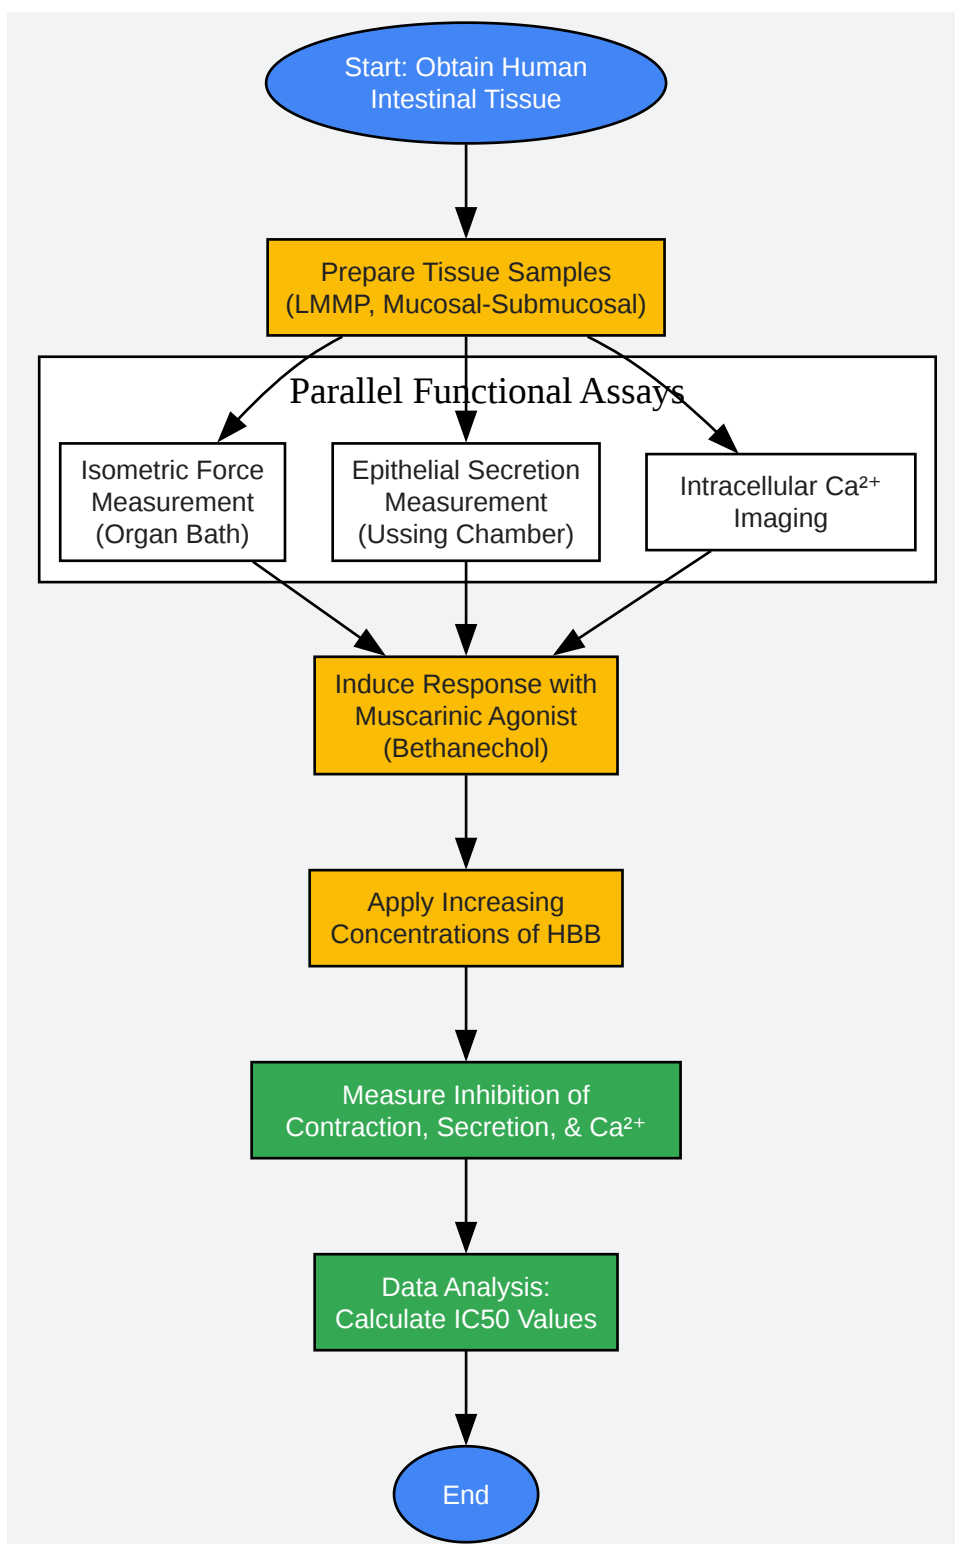 Start: Obtain Human
Intestinal Tissue
Prepare Tissue Samples
(LMMP, Mucosal-Submucosal)
Parallel Functional Assays
Isometric Force
Measurement
(Organ Bath)
Epithelial Secretion
Measurement
(Ussing Chamber)
Intracellular Ca²⁺
Imaging
Induce Response with
Muscarinic Agonist
(Bethanechol)
Apply Increasing
Concentrations of HBB
Measure Inhibition of
Contraction, Secretion, & Ca²⁺
Data Analysis:
Calculate IC50 Values
End